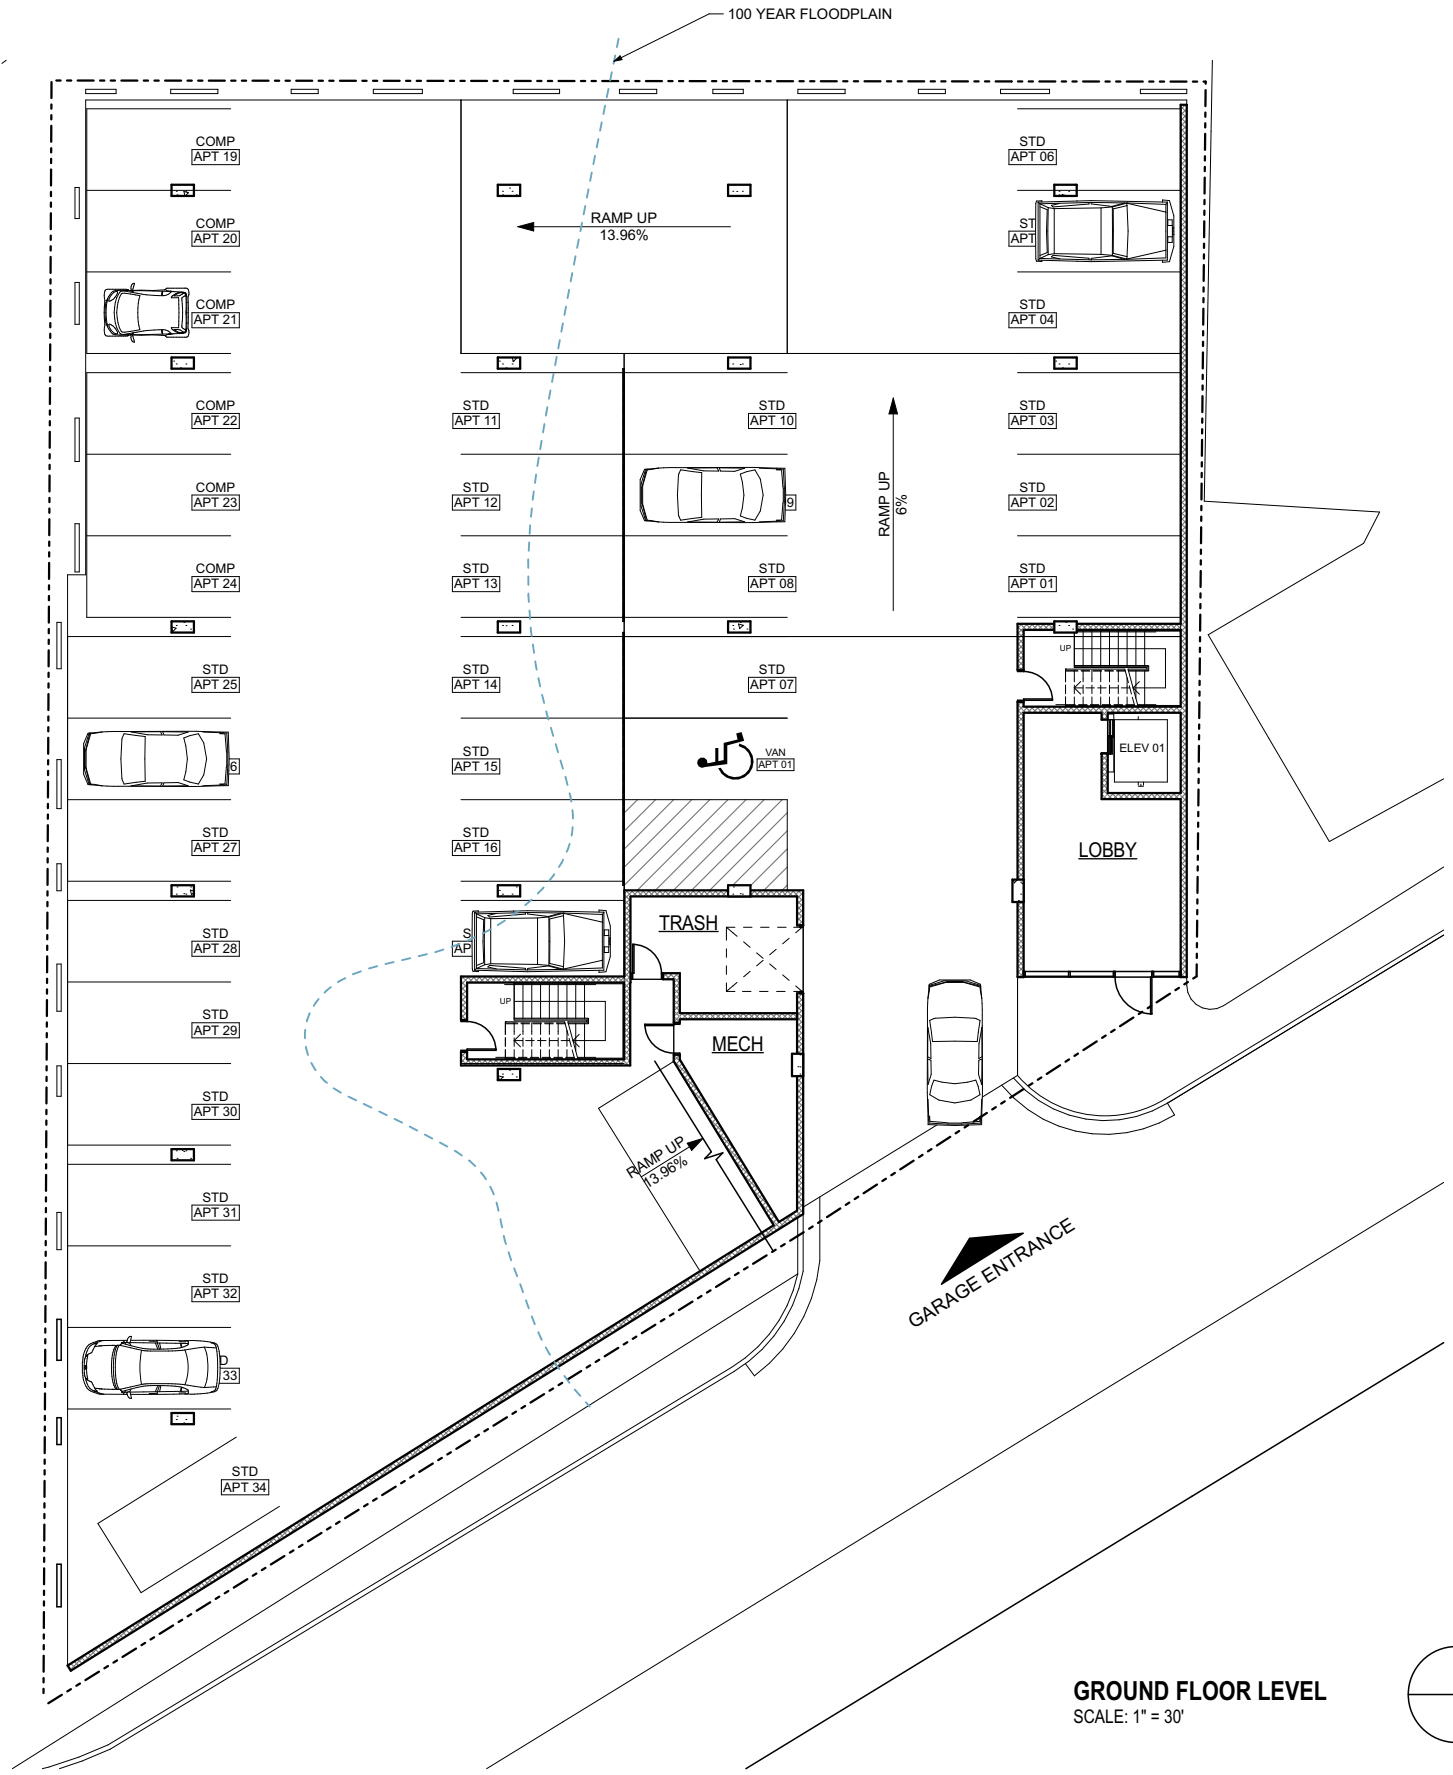 100 YEAR FLOODPLAIN
COMP
APT 19
COMP
APT 20
COMP
APT 21
COMP
APT 22
COMP
APT 23
COMP
APT 24
STD
APT 25
6
STD
APT 27
STD
APT 28
STD
APT 29
STD
APT 30
STD
APT 31
STD
APT 32
D
33
STD
APT 34
RAMP UP
13.96%
STD
APT 11
STD
APT 12
STD
APT 13
STD
APT 14
STD
APT 15
STD
APT 16
S
AP
UP
STD
APT 10
9
STD
APT 08
STD
APT 07
VAN
APT 01
TRASH
MECH
RAMP UP
13.96%
RAMP UP
6%
STD
APT 06
ST
APT
STD
APT 04
STD
APT 03
STD
APT 02
STD
APT 01
UP
ELEV 01
LOBBY
GARAGE ENTRANCE
GROUND FLOOR LEVEL
SCALE: 1" = 30'